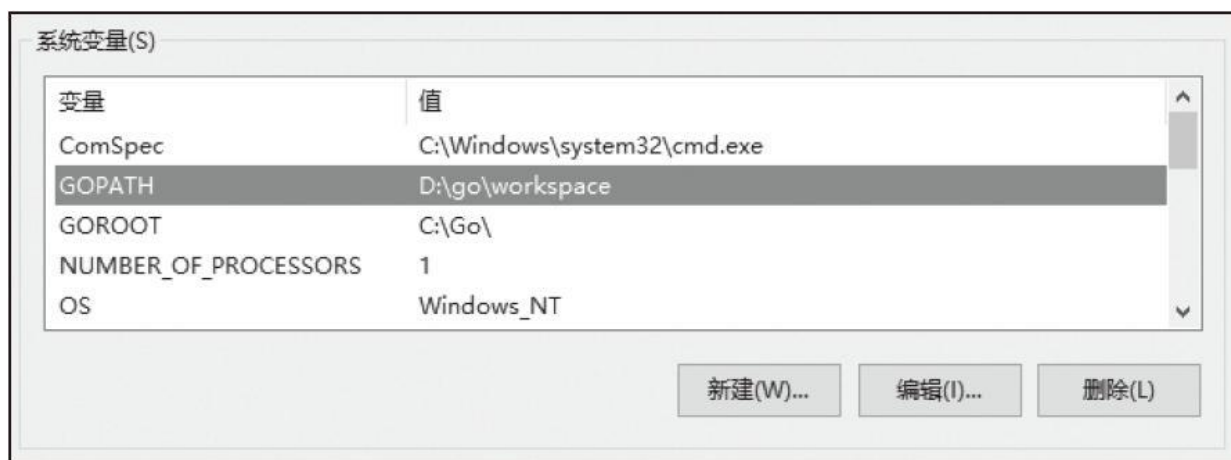 系统变量(S)
变量 值
ComSpec C:\Windows\system32\cmd.exe
GOPATH D:\go\workspace
GOROOT C:\Go\
NUMBER_OF_PROCESSORS 1
OS Windows_NT
新建(W)... 编辑(I)... 删除(L)